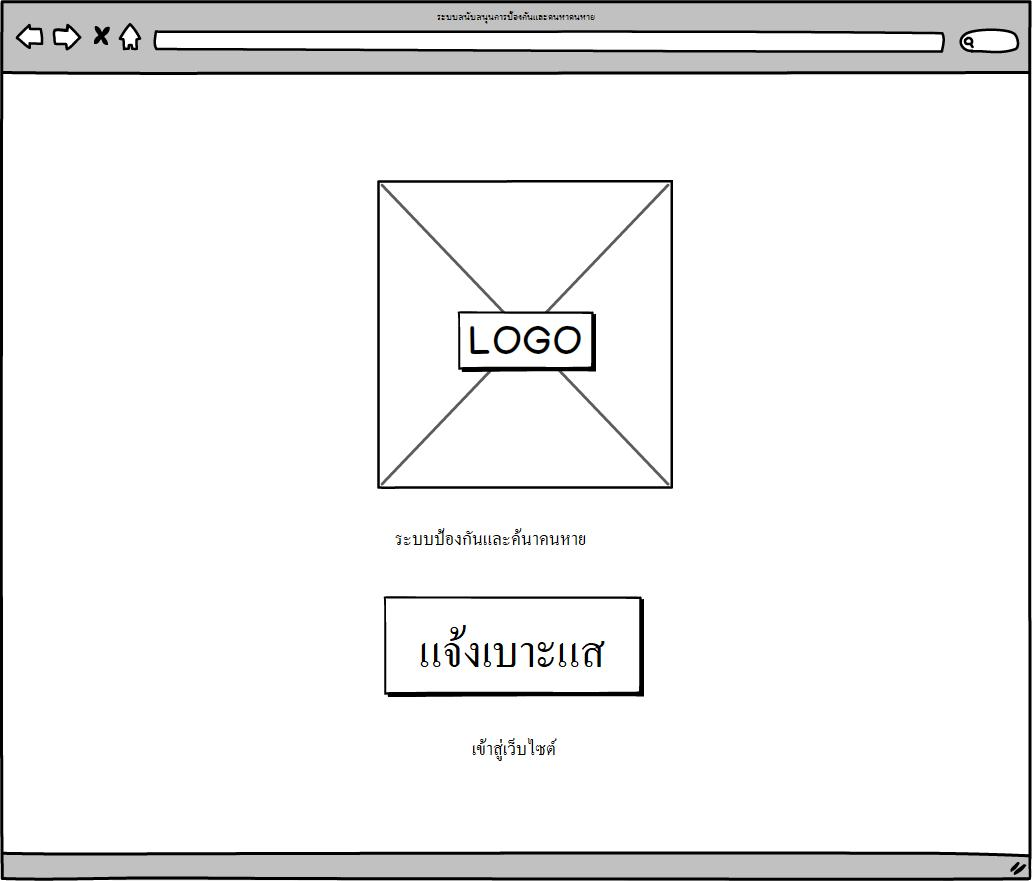 ระบบสนับสนุนการป้องกันและคนหาคนหาย
LOGO
ระบบป้องกันและค้นาคนหาย
แจ้งเบาะแส
เข้าสู่เว็บไซต์